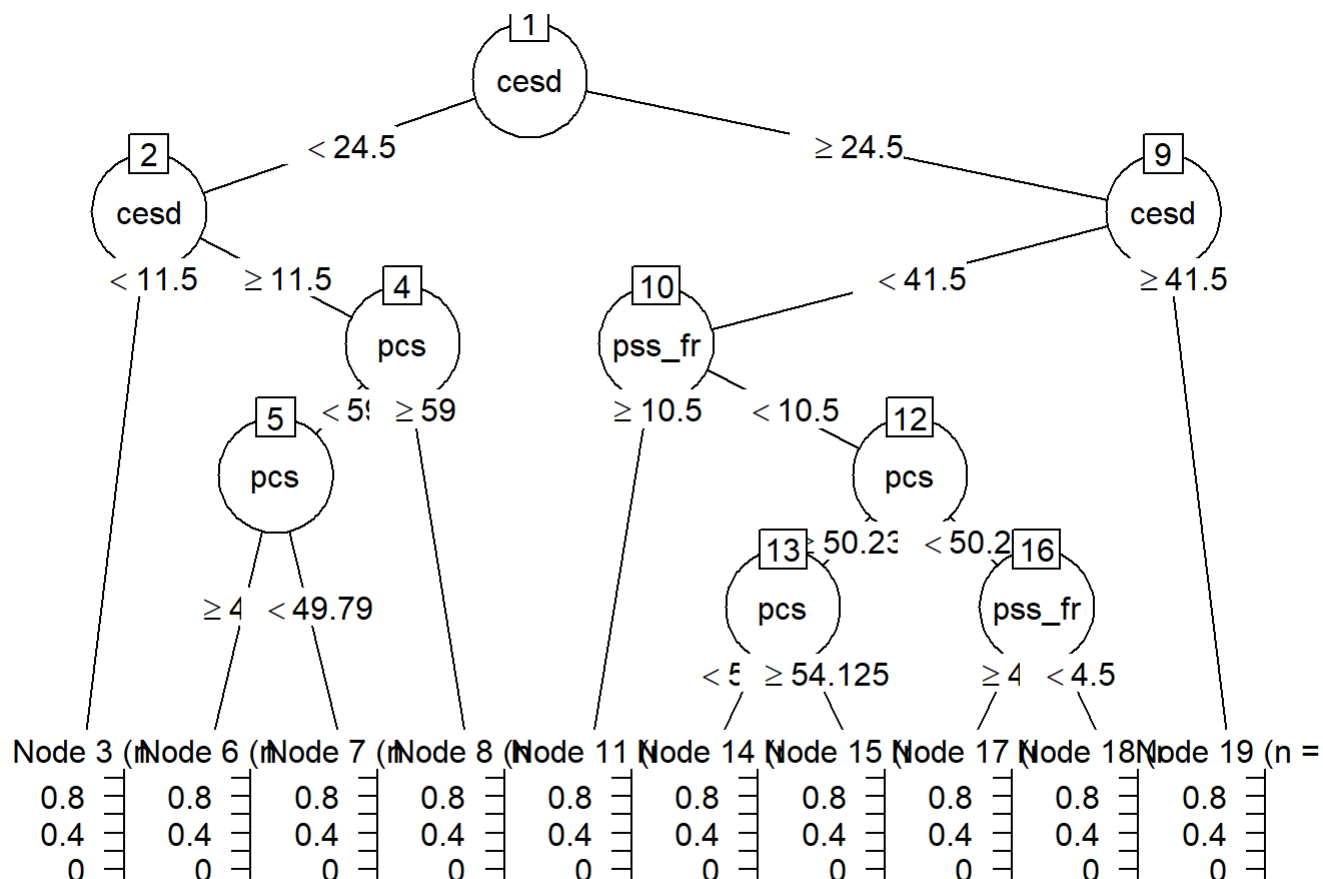 1
cesd
< 24.5 ≥ 24.5
2 9
cesd cesd
< 11.5 ≥ 11.5 < 41.5 ≥ 41.5
4 10
pcs pss_fr
≥ 59 ≥ 10.5 < 10.5
5 12
pcs pcs
50.23 < 50.2
13 16
pcs pss_fr
≥ 4 < 49.79
< 5 ≥ 54.125 ≥ 4 < 4.5
Node 3 Node 6 Node 7 Node 8 Node 11 Node 14 Node 15 Node 17 Node 18 Node 19 (n =
0.8 0.8 0.8 0.8 0.8 0.8 0.8 0.8 0.8 0.8
0.4 0.4 0.4 0.4 0.4 0.4 0.4 0.4 0.4 0.4
0 0 0 0 0 0 0 0 0 0